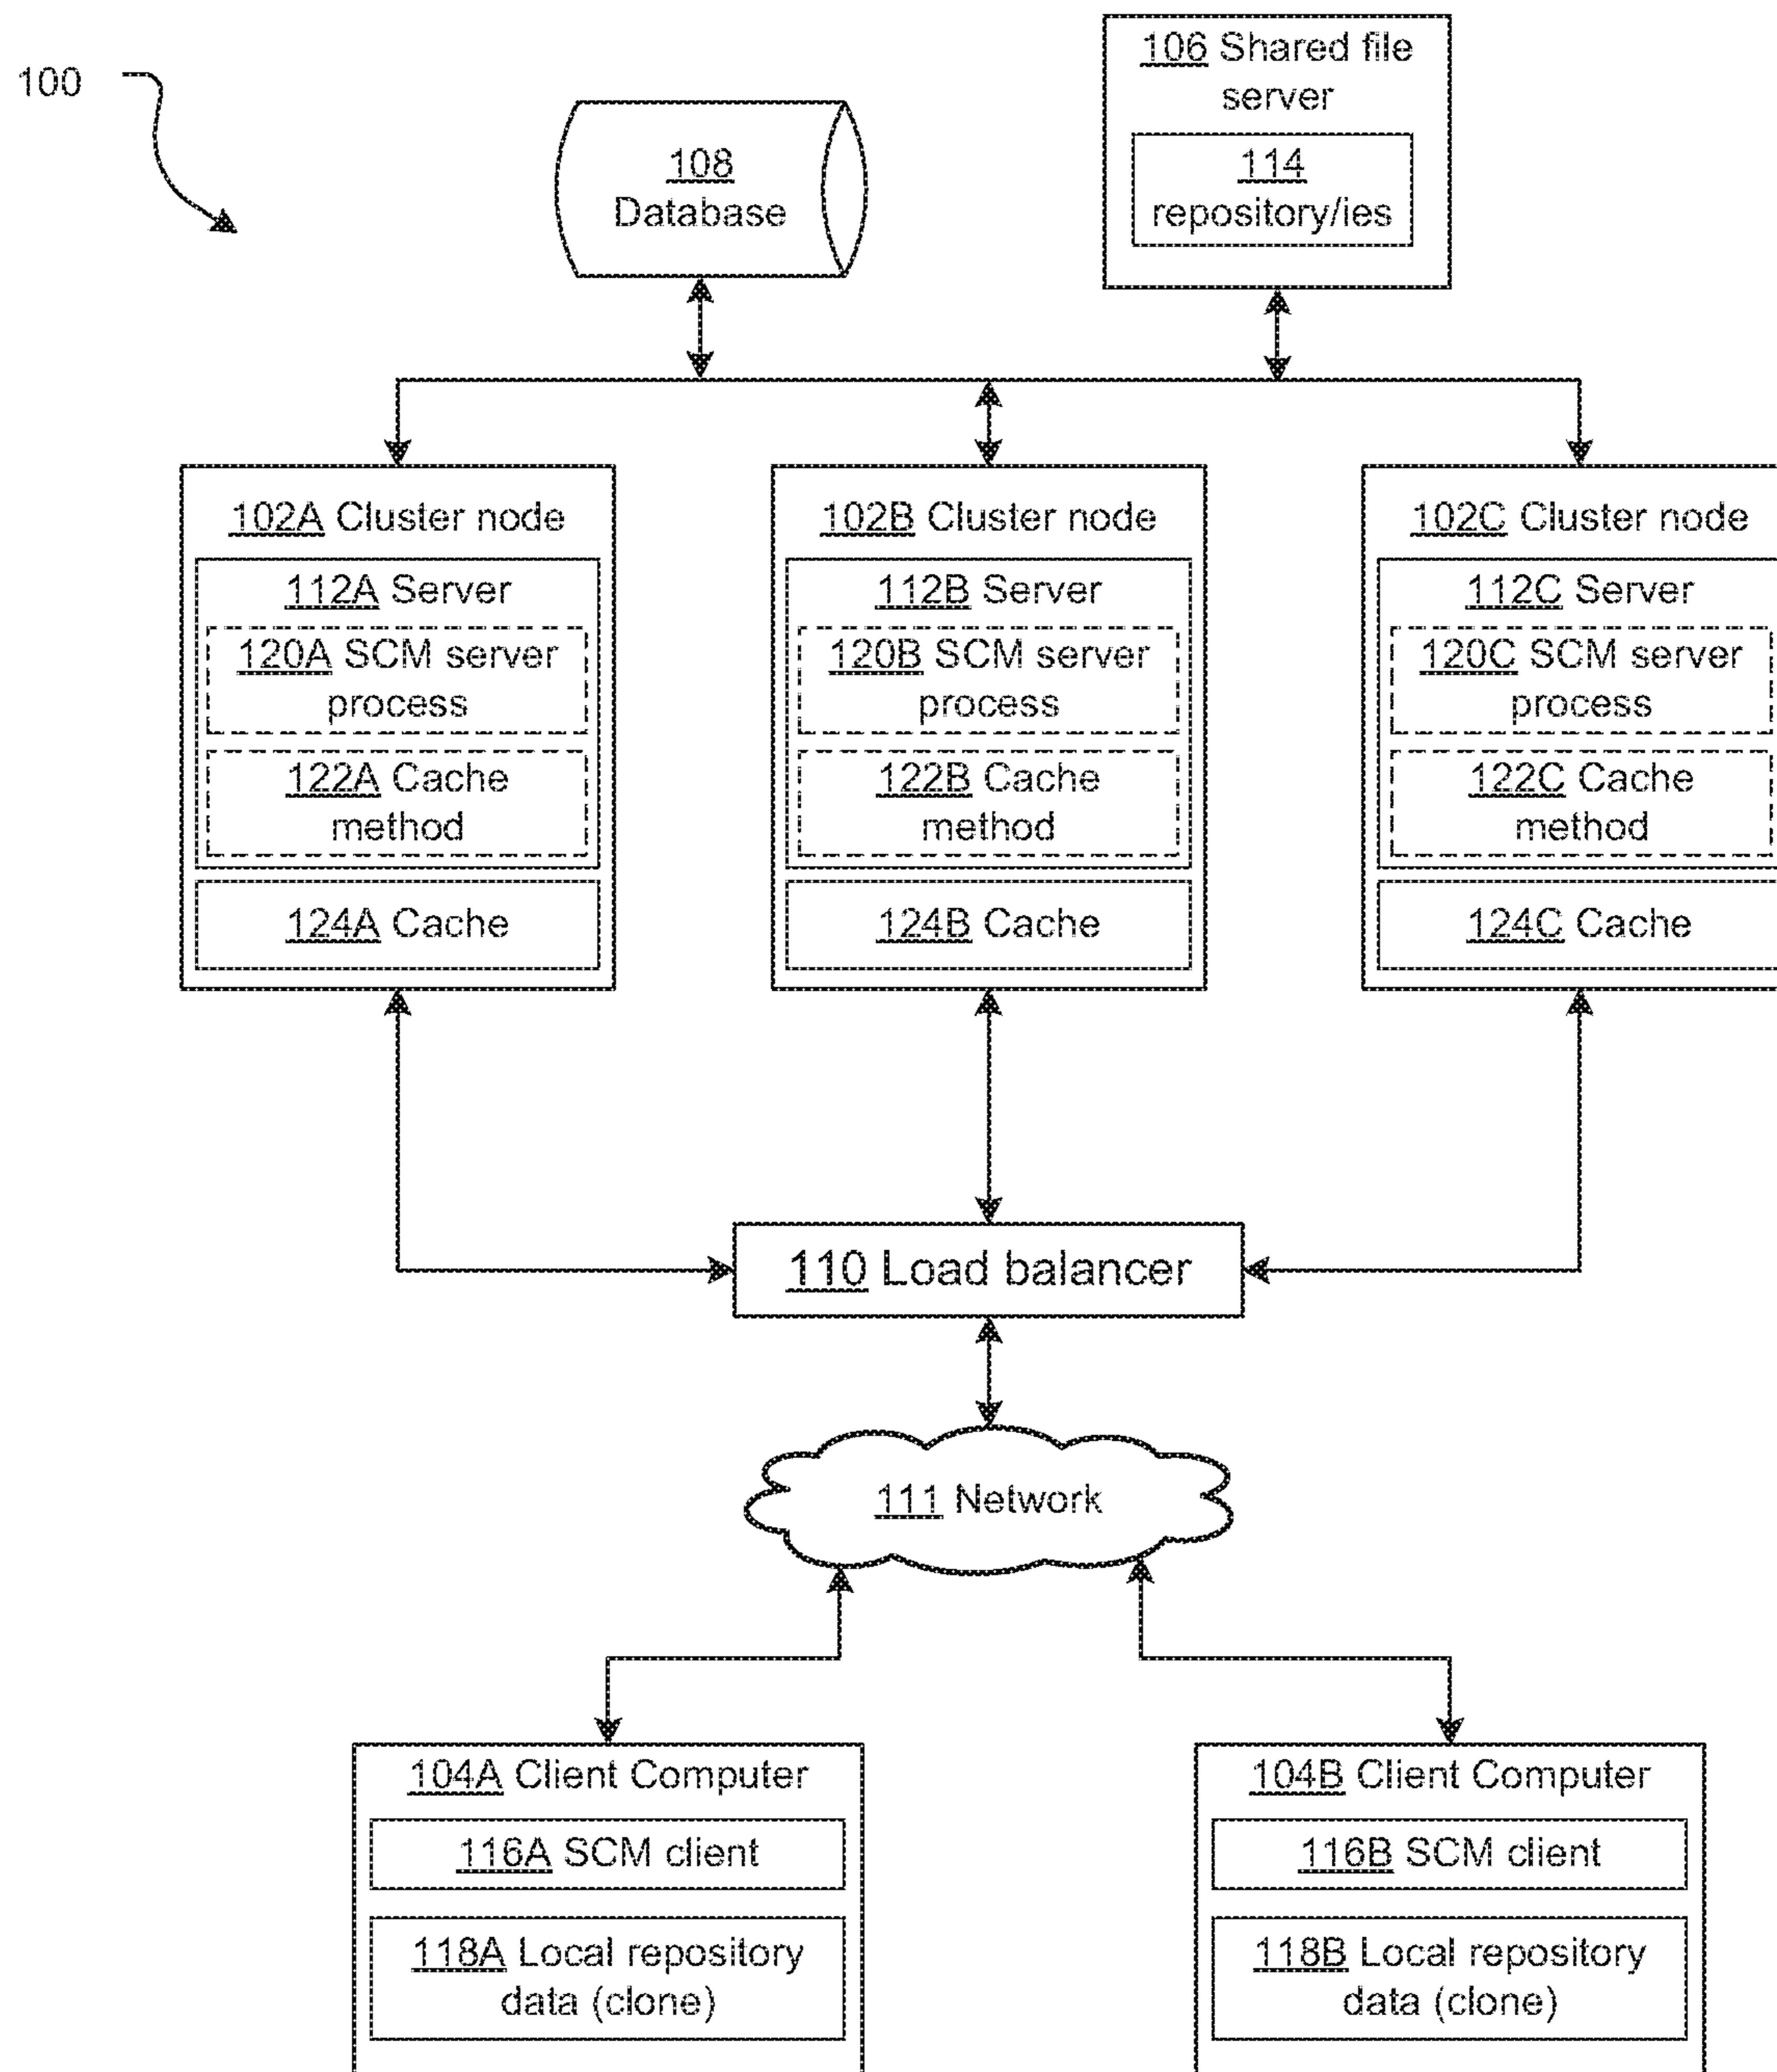 100
106 Shared file
server
114
repository/ies
108
Database
102A Cluster node
112A Server
120A SCM server
process
122A Cache
method
124A Cache
102B Cluster node
112B Server
120B SCM server
process
122B Cache
method
124B Cache
102C Cluster node
112C Server
120C SCM server
process
122C Cache
method
124C Cache
110 Load balancer
111 Network
104A Client Computer
116A SCM client
118A Local repository
data (clone)
104B Client Computer
116B SCM client
118B Local repository
data (clone)